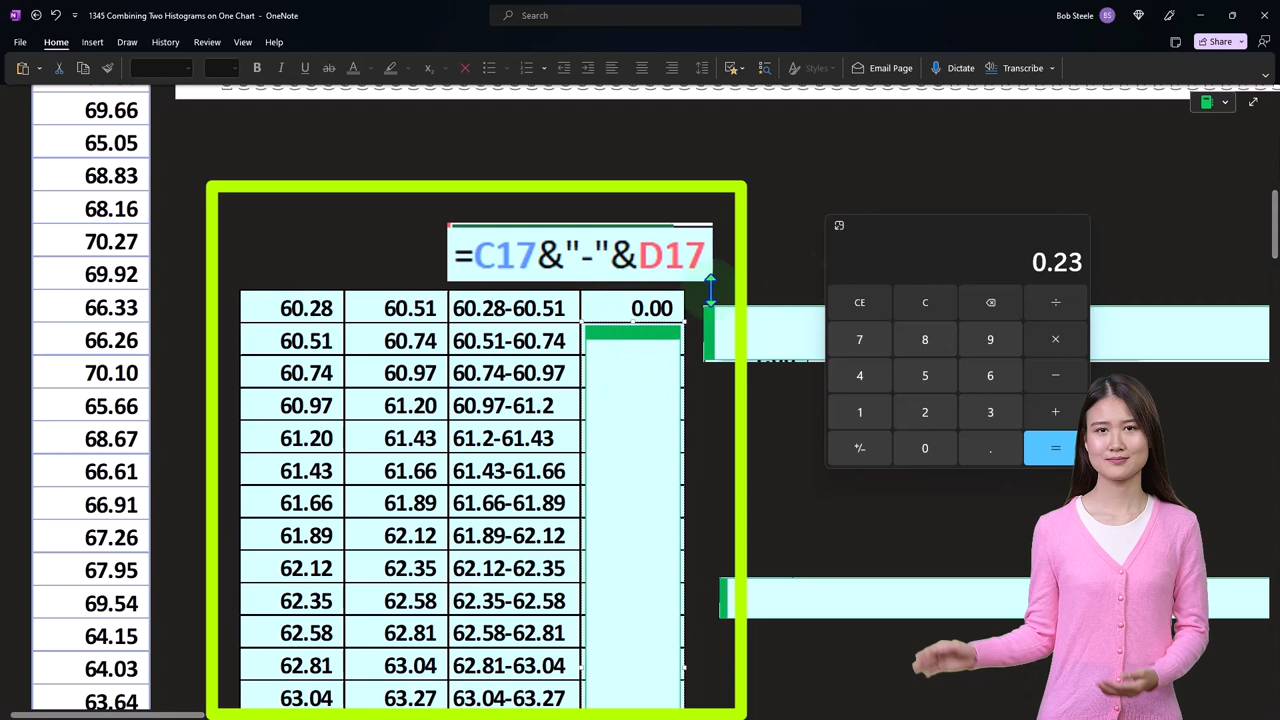 1345 Combining Two Histograms on One Chart - OneNote
Search
Bob Steele
BS
File Home Insert Draw History Review View Help
Share
B I U ab A
Email Page
Dictate
Transcribe
Styles
69.66
65.05
68.83
68.16
70.27
69.92
66.33
66.26
70.10
65.66
68.67
66.61
66.91
67.26
67.95
69.54
64.15
64.03
63.64
=C17&"-"&D17
60.28 60.51 60.28-60.51 0.00
60.51 60.74 60.51-60.74
60.74 60.97 60.74-60.97
60.97 61.20 60.97-61.2
61.20 61.43 61.2-61.43
61.43 61.66 61.43-61.66
61.66 61.89 61.66-61.89
61.89 62.12 61.89-62.12
62.12 62.35 62.12-62.35
62.35 62.58 62.35-62.58
62.58 62.81 62.58-62.81
62.81 63.04 62.81-63.04
63.04 63.27 63.04-63.27
0.23
CE C ⌫ ÷
7 8 9 ×
4 5 6 −
1 2 3 +
+/- 0 . =